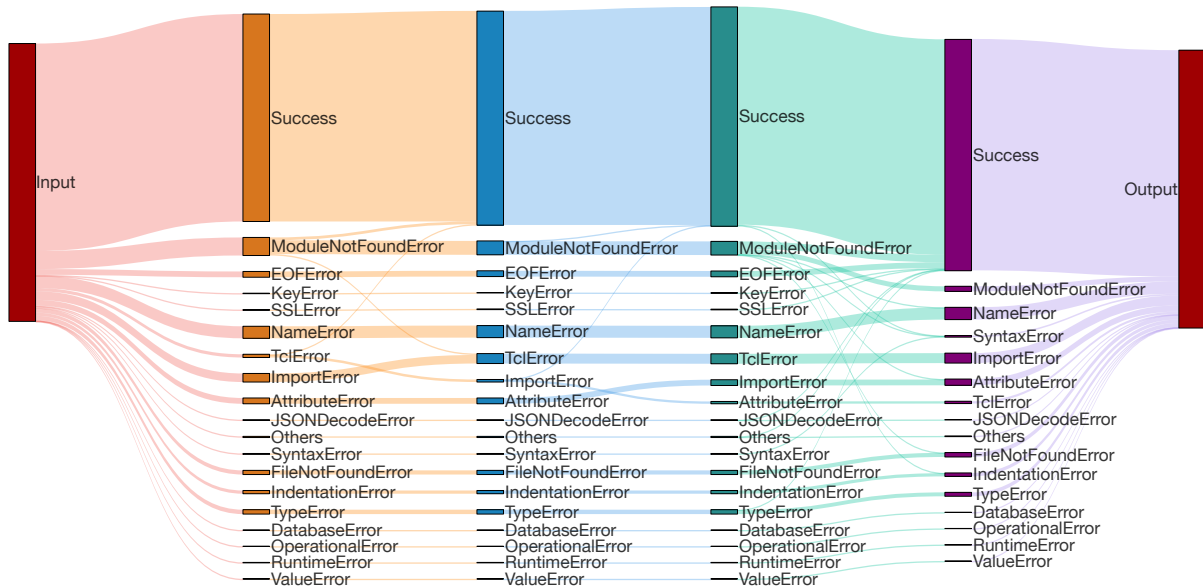 Input
Success
ModuleNotFoundError
EOFError
KeyError
SSLError
NameError
TclError
ImportError
AttributeError
JSONDecodeError
Others
SyntaxError
FileNotFoundError
IndentationError
TypeError
DatabaseError
OperationalError
RuntimeError
ValueError
Success
ModuleNotFoundError
EOFError
KeyError
SSLError
NameError
TclError
ImportError
AttributeError
JSONDecodeError
Others
SyntaxError
FileNotFoundError
IndentationError
TypeError
DatabaseError
OperationalError
RuntimeError
ValueError
Success
ModuleNotFoundError
EOFError
KeyError
SSLError
NameError
TclError
ImportError
AttributeError
JSONDecodeError
Others
SyntaxError
FileNotFoundError
IndentationError
TypeError
DatabaseError
OperationalError
RuntimeError
ValueError
Success
ModuleNotFoundError
NameError
SyntaxError
ImportError
AttributeError
TclError
JSONDecodeError
Others
FileNotFoundError
IndentationError
TypeError
DatabaseError
OperationalError
RuntimeError
ValueError
Output